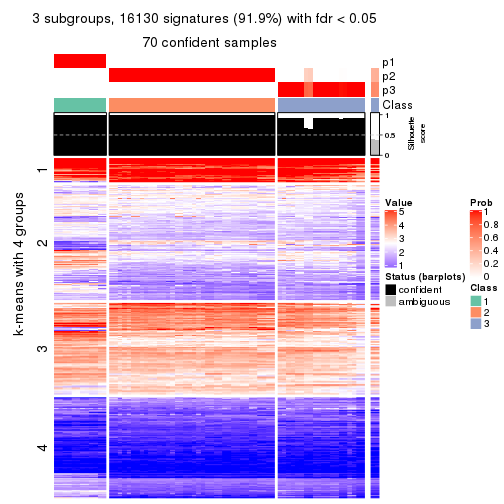 3 subgroups, 16130 signatures (91.9%) with fdr < 0.05
70 confident samples
p1
p2
p3
Class
1
0.5
0
Silhouette
score
k-means with 4 groups
1
2
3
4
Value
5
4
3
2
1
Status (barplots)
confident
ambiguous
Prob
1
0.8
0.6
0.4
0.2
0
Class
1
2
3